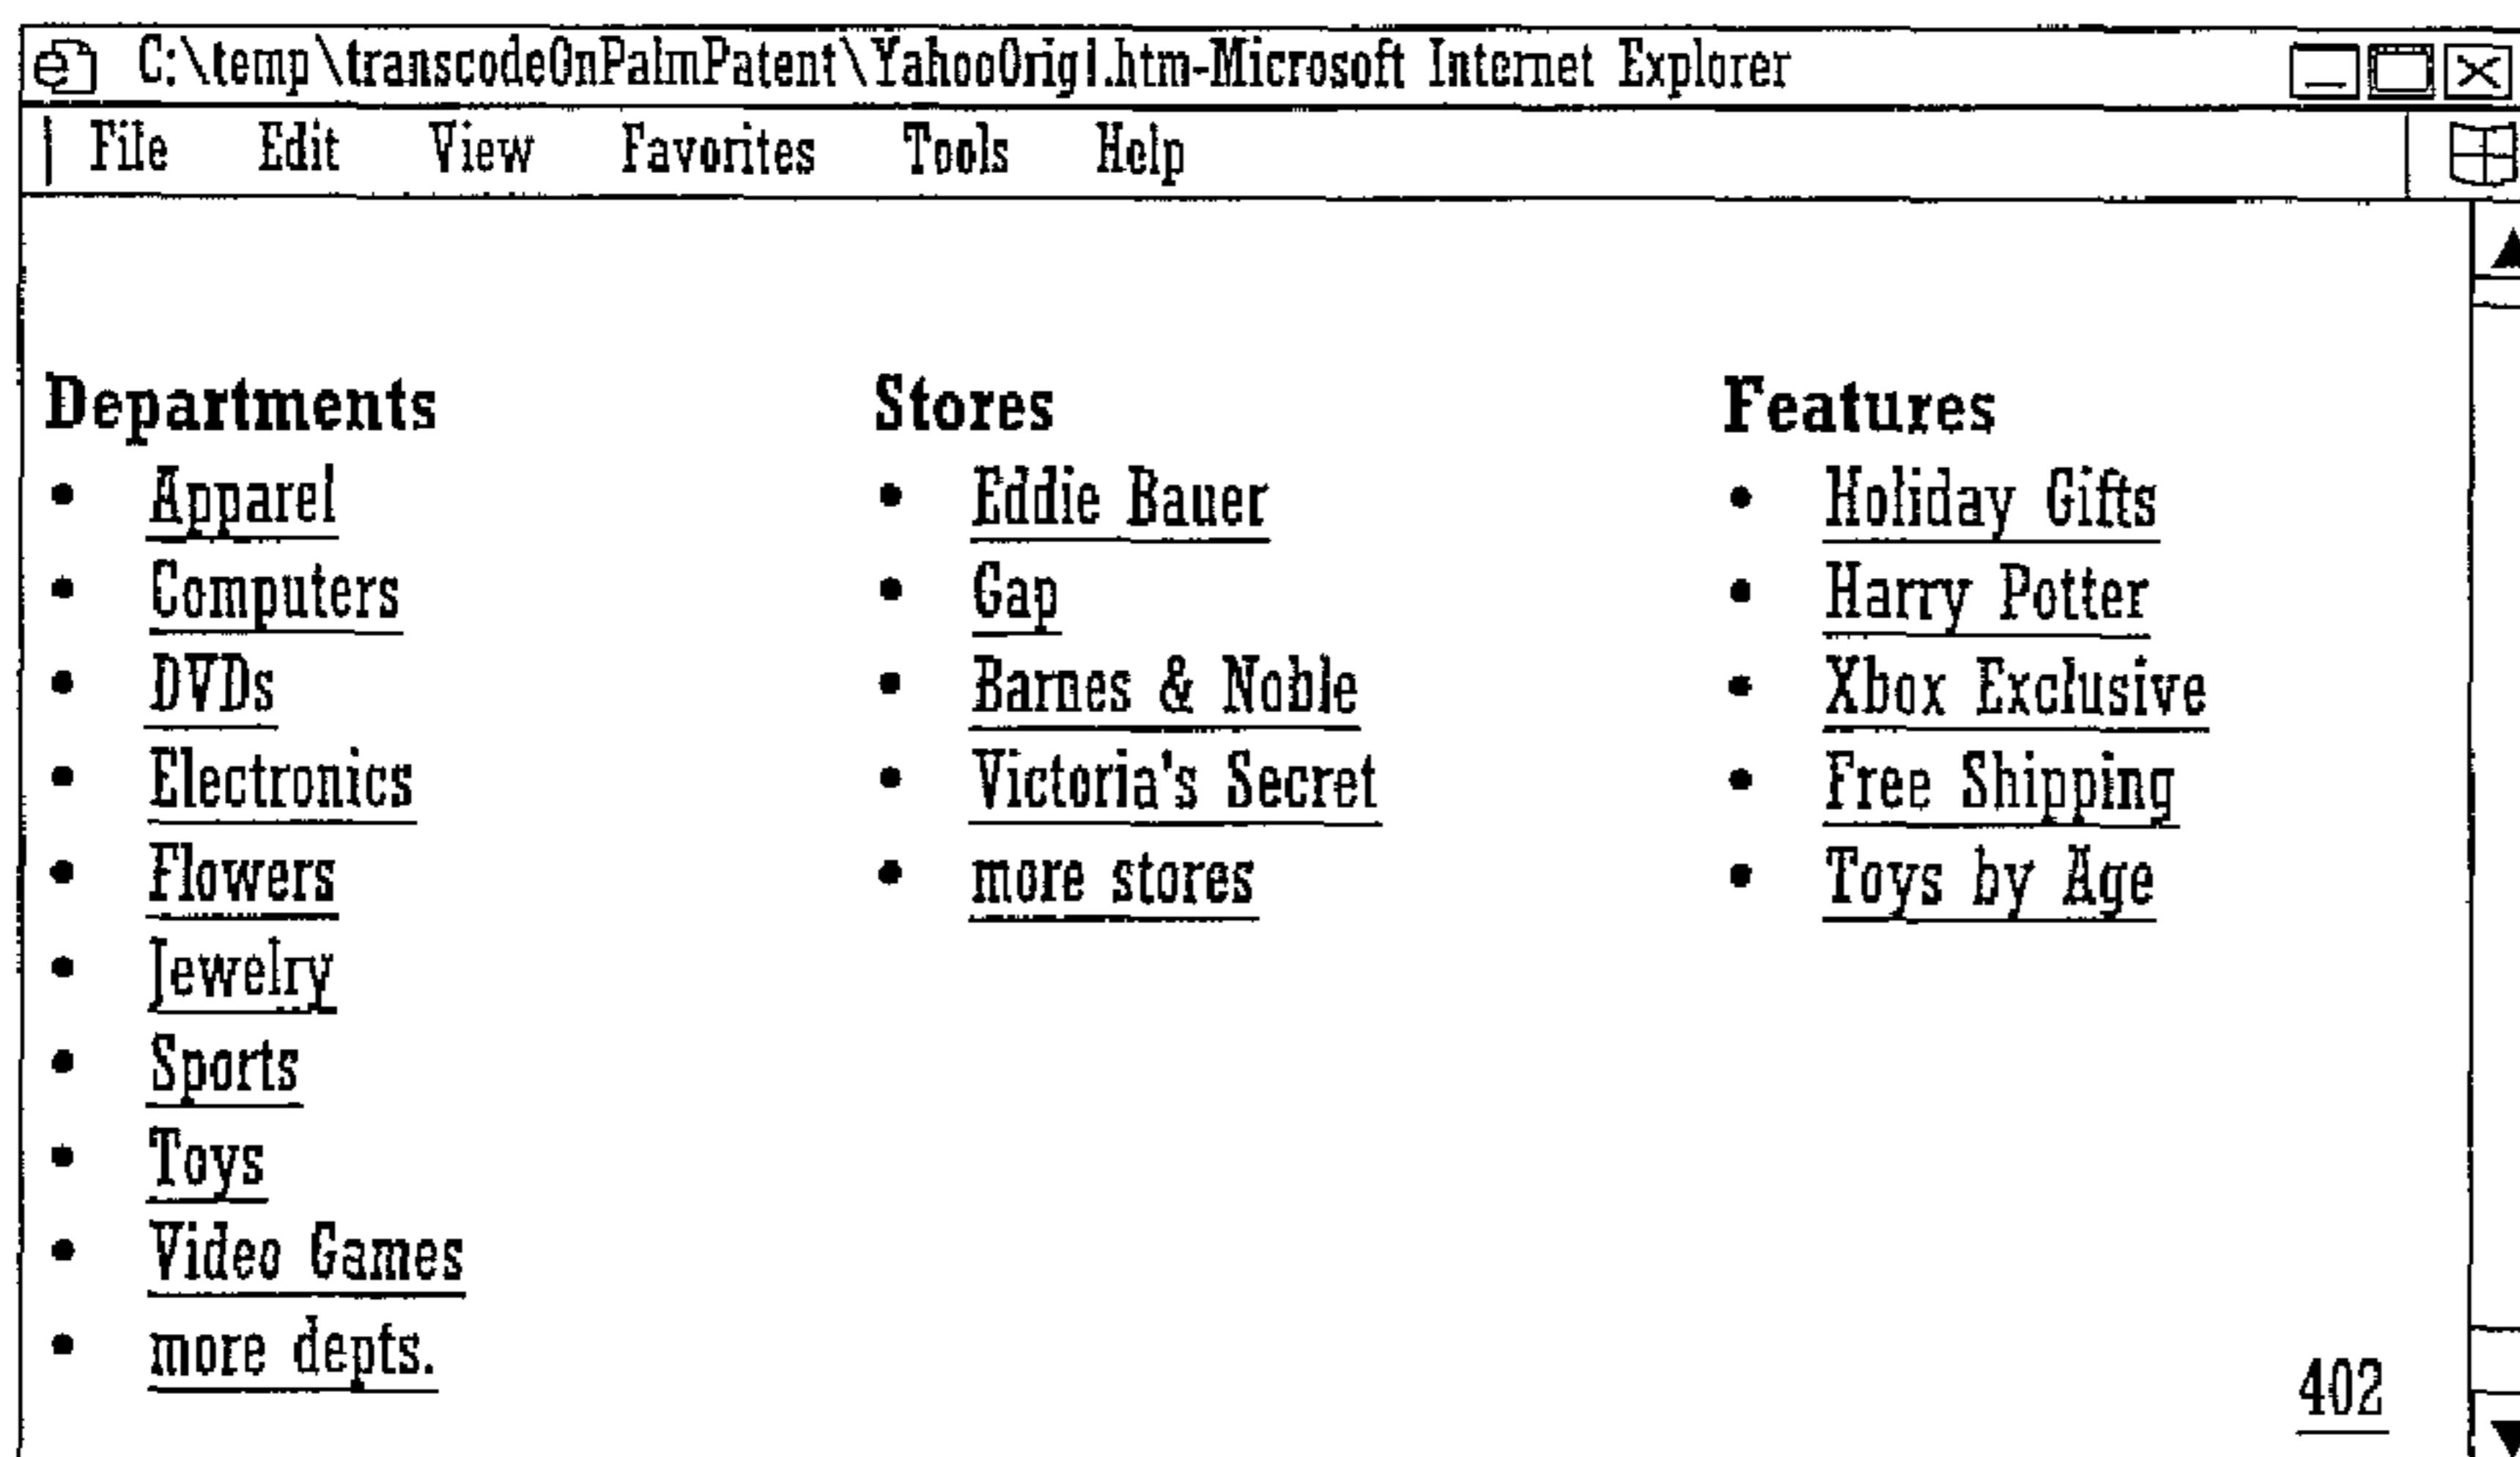 C:\temp\transcodeOnPalmPatent\YahooOrig1.htm-Microsoft Internet Explorer
File Edit View Favorites Tools Help
Departments
• Apparel
• Computers
• DVDs
• Electronics
• Flowers
• Jewelry
• Sports
• Toys
• Video Games
• more depts.
Stores
• Eddie Bauer
• Gap
• Barnes & Noble
• Victoria's Secret
• more stores
Features
• Holiday Gifts
• Harry Potter
• Xbox Exclusive
• Free Shipping
• Toys by Age
402